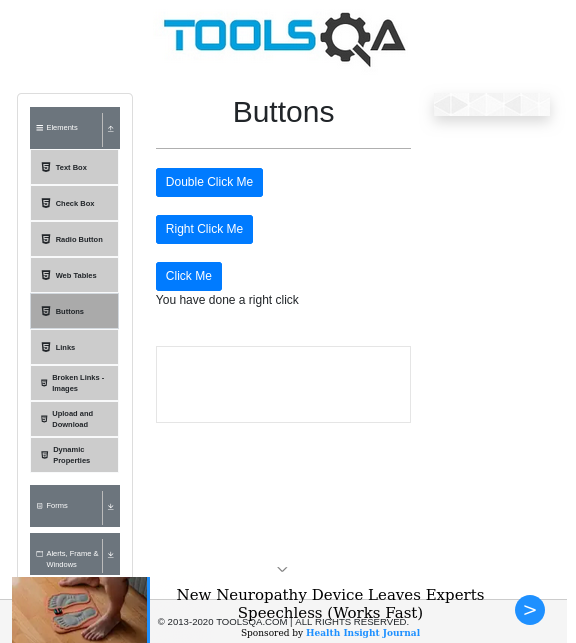 TOOLSQA
Buttons
Elements
Text Box
Check Box
Radio Button
Web Tables
Buttons
Links
Broken Links -
Images
Upload and
Download
Dynamic
Properties
Forms
Alerts, Frame &
Windows
Double Click Me
Right Click Me
Click Me
You have done a right click
New Neuropathy Device Leaves Experts
Speechless (Works Fast)
© 2013-2020 TOOLSQA.COM | ALL RIGHTS RESERVED.
Sponsored by Health Insight Journal